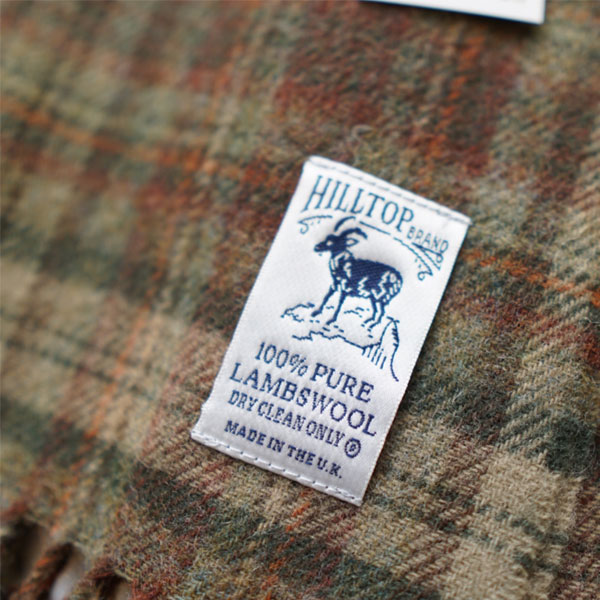 HILLTOP
BRAND
100% PURE
LAMBSWOOL
DRY CLEAN ONLY Ⓟ
MADE IN THE U.K.